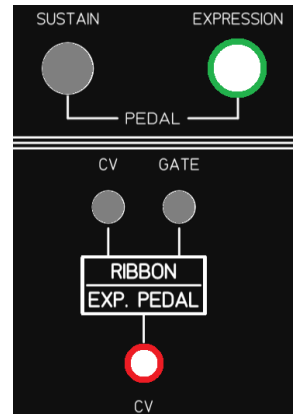 SUSTAIN EXPRESSION
PEDAL
CV GATE
RIBBON
EXP. PEDAL
CV